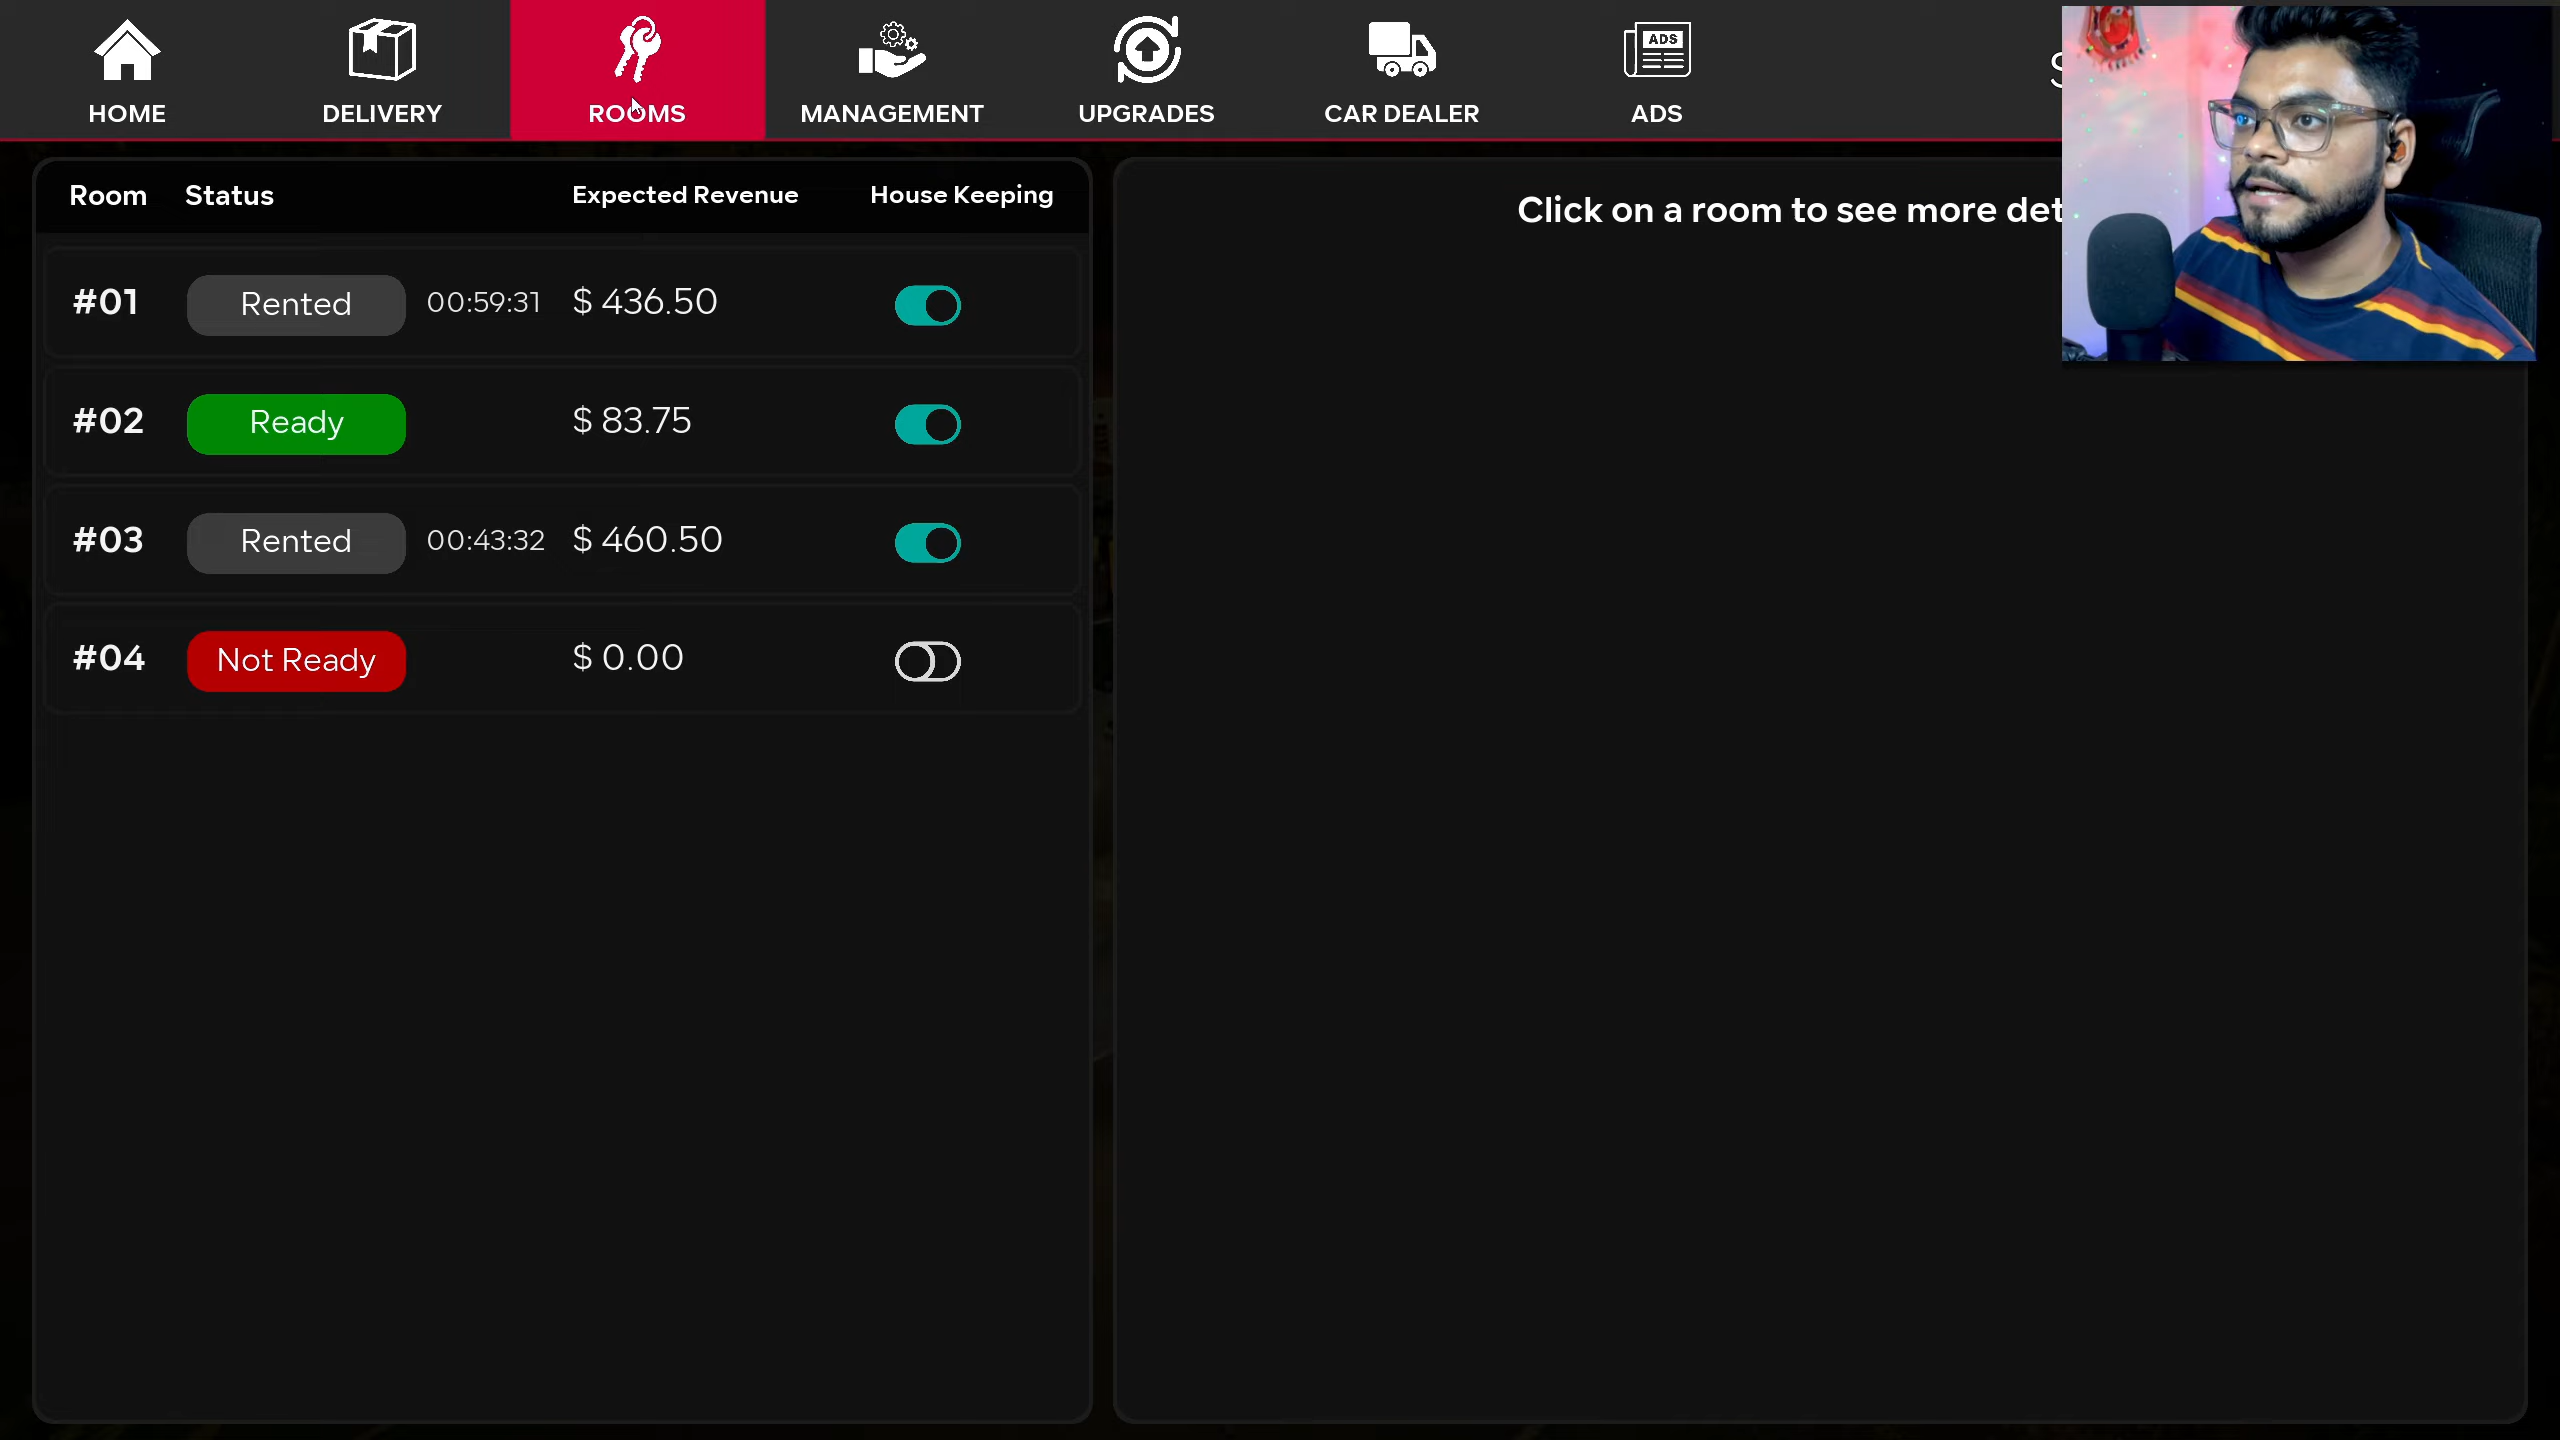 HOME DELIVERY ROOMS MANAGEMENT UPGRADES CAR DEALER ADS ADS
Room Status Expected Revenue House Keeping
Click on a room to see more
#01 Rented 00:59:31 $ 436.50
#02 Ready $ 83.75
#03 Rented 00:43:32 $ 460.50
#04 Not Ready $ 0.00